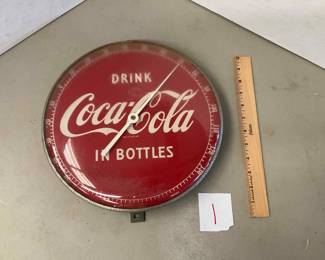 DRINK
Coca-Cola
IN BOTTLES
1